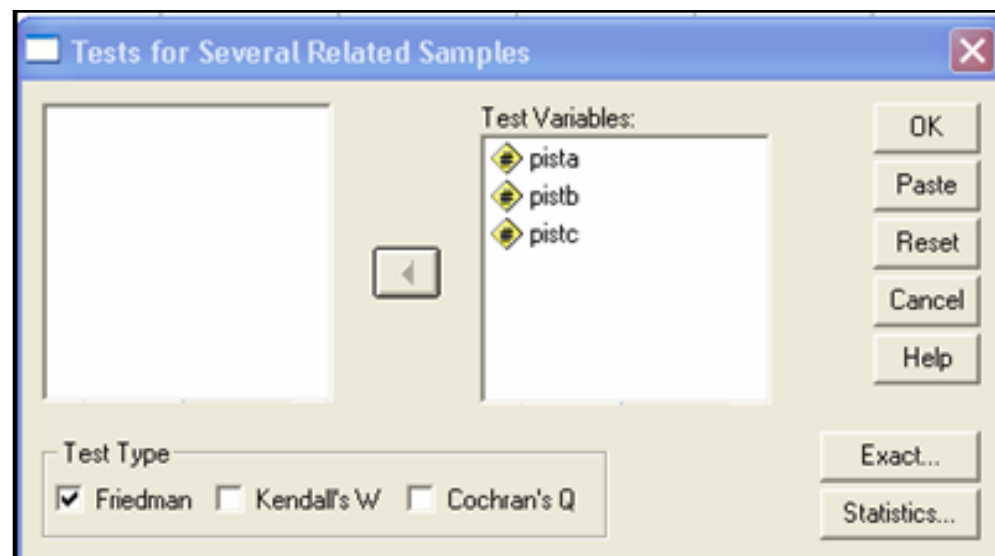 Tests for Several Related Samples
Test Variables:
pista
pistb
pistc
OK
Paste
Reset
Cancel
Help
Test Type
Friedman Kendall's W Cochran's Q
Exact...
Statistics...